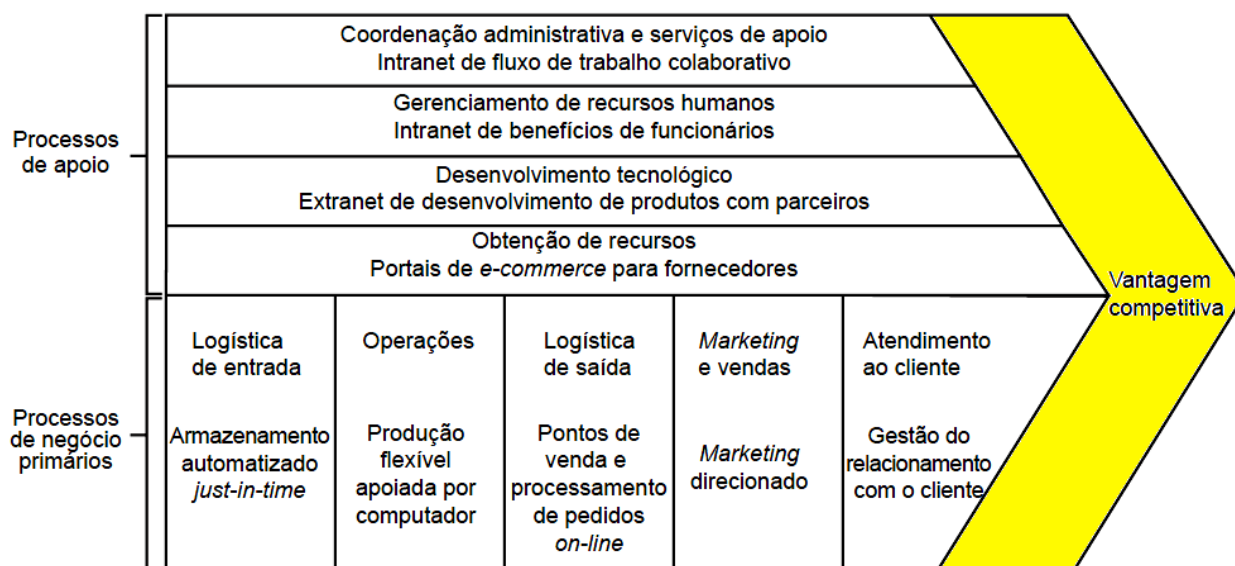 Processos
de apoio
Coordenação administrativa e serviços de apoio
Intranet de fluxo de trabalho colaborativo
Gerenciamento de recursos humanos
Intranet de benefícios de funcionários
Desenvolvimento tecnológico
Extranet de desenvolvimento de produtos com parceiros
Obtenção de recursos
Portais de e-commerce para fornecedores
Processos
de negócio
primários
Logística
de entrada
Armazenamento
automatizado
just-in-time
Operações
Produção
flexível
apoiada por
computador
Logística
de saída
Pontos de
venda e
processamento
de pedidos
on-line
Marketing
e vendas
Marketing
direcionado
Atendimento
ao cliente
Gestão do
relacionamento
com o cliente
Vantagem
competitiva